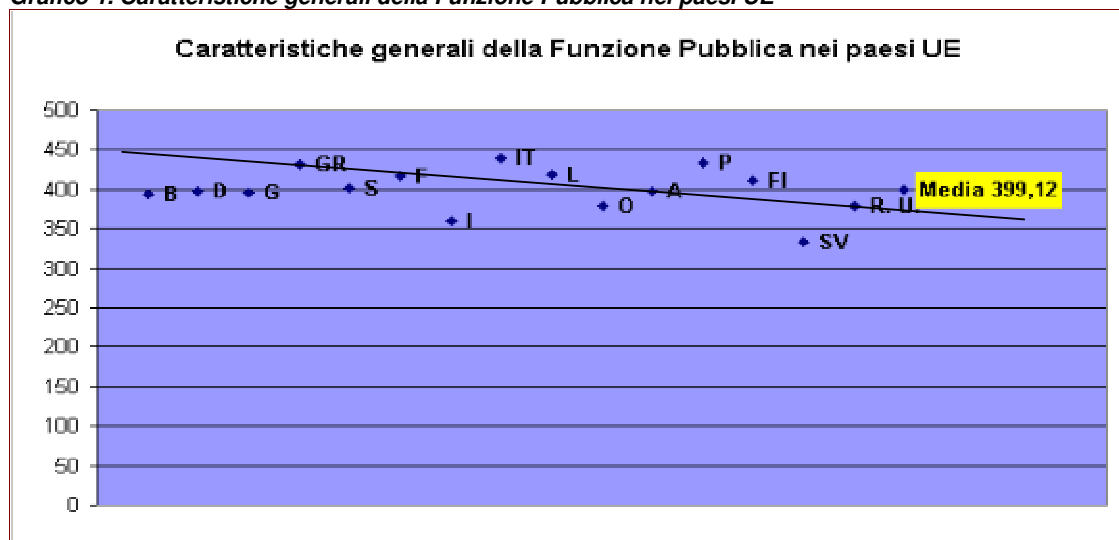 Grafico 1. Caratteristiche generali della Funzione Pubblica nei paesi UE
Caratteristiche generali della Funzione Pubblica nei paesi UE
500
450
400
350
300
250
200
150
100
50
0
B
D
G
GR
S
F
I
IT
L
O
A
P
FI
SV
R. U.
Media 399,12